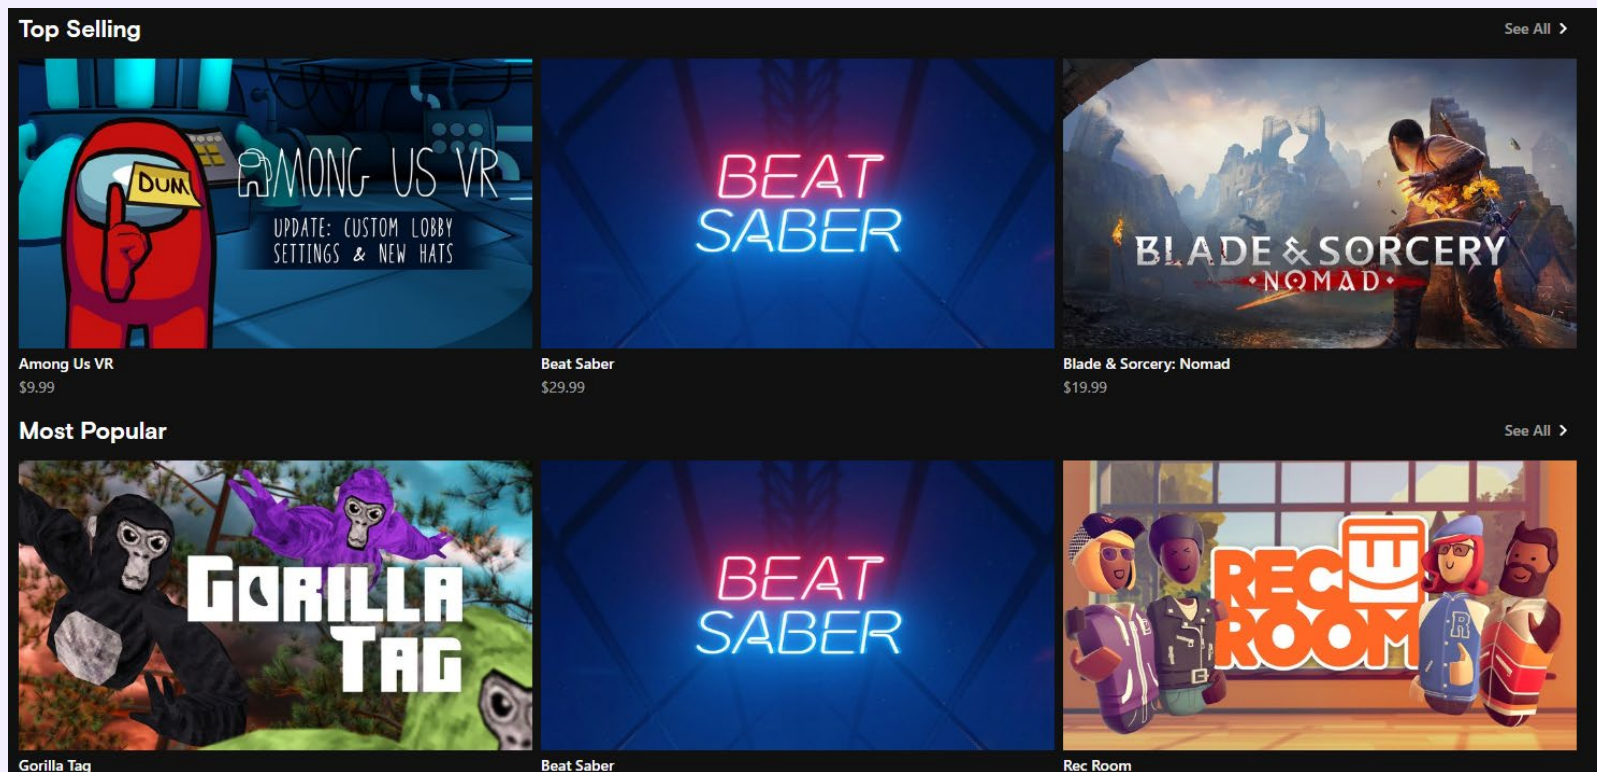 Top Selling
See All
DUM
AMONG US VR
UPDATE: CUSTOM LOBBY
SETTINGS & NEW HATS
BEAT
SABER
BLADE & SORCERY
NOMAD
Among Us VR
$9.99
Beat Saber
$29.99
Blade & Sorcery: Nomad
$19.99
Most Popular
See All
GORILLA
TAG
BEAT
SABER
REC
ROOM
R
Gorilla Tag
Beat Saber
Rec Room